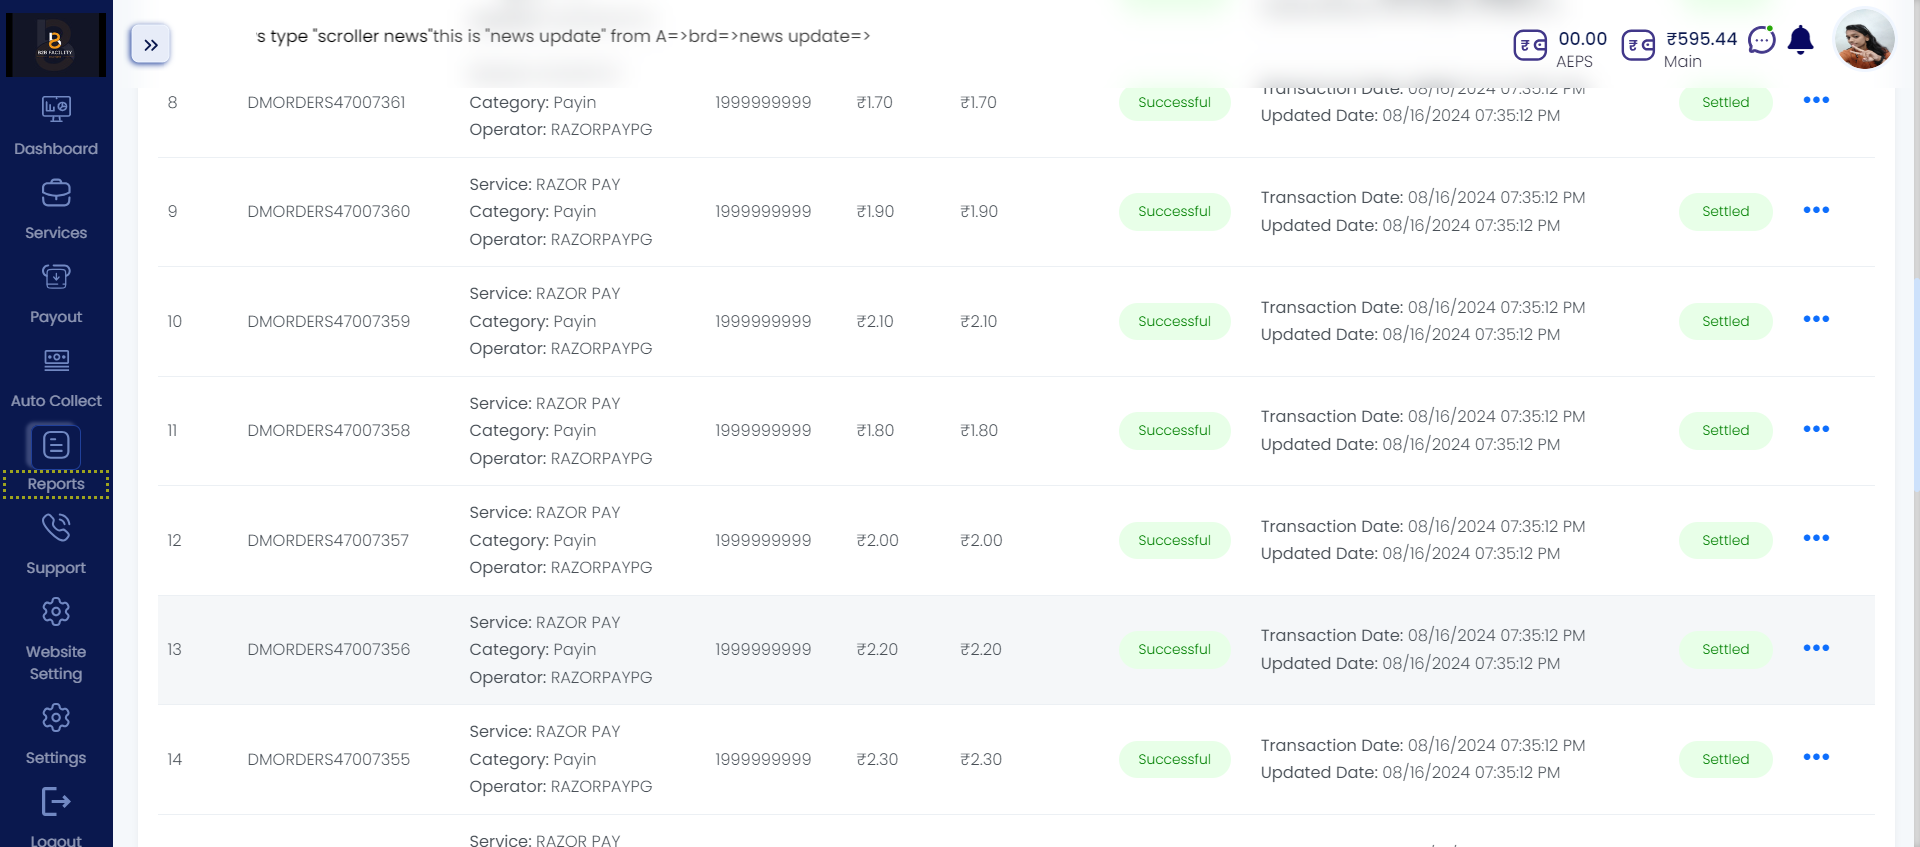 B2B FACILITY
s type "scroller news"this is "news update" from A=>brd=>news update=>
₹ 00.00
AEPS
₹ ₹595.44
Main
Dashboard
Services
Payout
Auto Collect
Reports
Support
Website
Setting
Settings
Logout
8 DMORDERS47007361 Category: Payin 1999999999 ₹1.70 ₹1.70 Successful Settled
Operator: RAZORPAYPG
Transaction Date: 08/16/2024 07:35:12 PM
Updated Date: 08/16/2024 07:35:12 PM
Service: RAZOR PAY
9 DMORDERS47007360 Category: Payin 1999999999 ₹1.90 ₹1.90 Successful Settled
Operator: RAZORPAYPG
Transaction Date: 08/16/2024 07:35:12 PM
Updated Date: 08/16/2024 07:35:12 PM
Service: RAZOR PAY
10 DMORDERS47007359 Category: Payin 1999999999 ₹2.10 ₹2.10 Successful Settled
Operator: RAZORPAYPG
Transaction Date: 08/16/2024 07:35:12 PM
Updated Date: 08/16/2024 07:35:12 PM
Service: RAZOR PAY
11 DMORDERS47007358 Category: Payin 1999999999 ₹1.80 ₹1.80 Successful Settled
Operator: RAZORPAYPG
Transaction Date: 08/16/2024 07:35:12 PM
Updated Date: 08/16/2024 07:35:12 PM
Service: RAZOR PAY
12 DMORDERS47007357 Category: Payin 1999999999 ₹2.00 ₹2.00 Successful Settled
Operator: RAZORPAYPG
Transaction Date: 08/16/2024 07:35:12 PM
Updated Date: 08/16/2024 07:35:12 PM
Service: RAZOR PAY
13 DMORDERS47007356 Category: Payin 1999999999 ₹2.20 ₹2.20 Successful Settled
Operator: RAZORPAYPG
Transaction Date: 08/16/2024 07:35:12 PM
Updated Date: 08/16/2024 07:35:12 PM
Service: RAZOR PAY
14 DMORDERS47007355 Category: Payin 1999999999 ₹2.30 ₹2.30 Successful Settled
Operator: RAZORPAYPG
Transaction Date: 08/16/2024 07:35:12 PM
Updated Date: 08/16/2024 07:35:12 PM
Service: RAZOR PAY